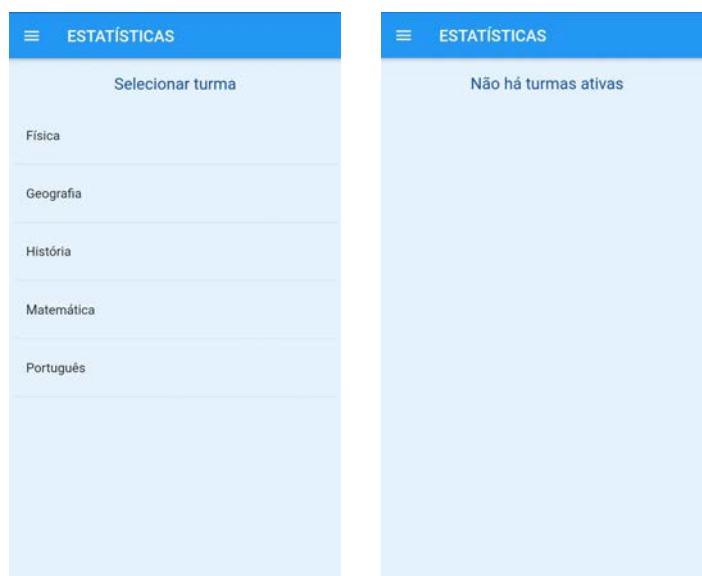 ESTATÍSTICAS
Selecionar turma
Física
Geografia
História
Matemática
Português
ESTATÍSTICAS
Não há turmas ativas